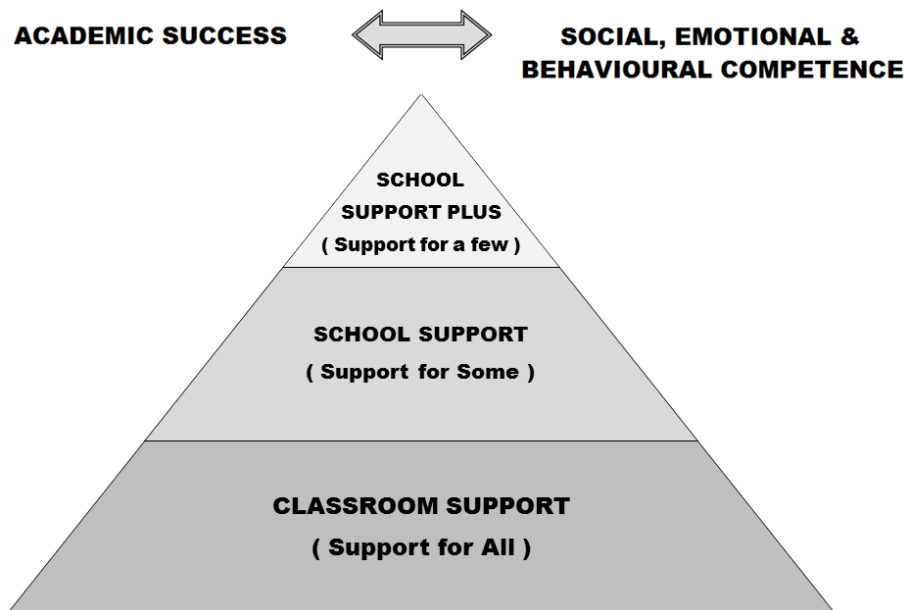 ACADEMIC SUCCESS
SOCIAL, EMOTIONAL &
BEHAVIOURAL COMPETENCE
SCHOOL
SUPPORT PLUS
( Support for a few )
SCHOOL SUPPORT
( Support for Some )
CLASSROOM SUPPORT
( Support for All )